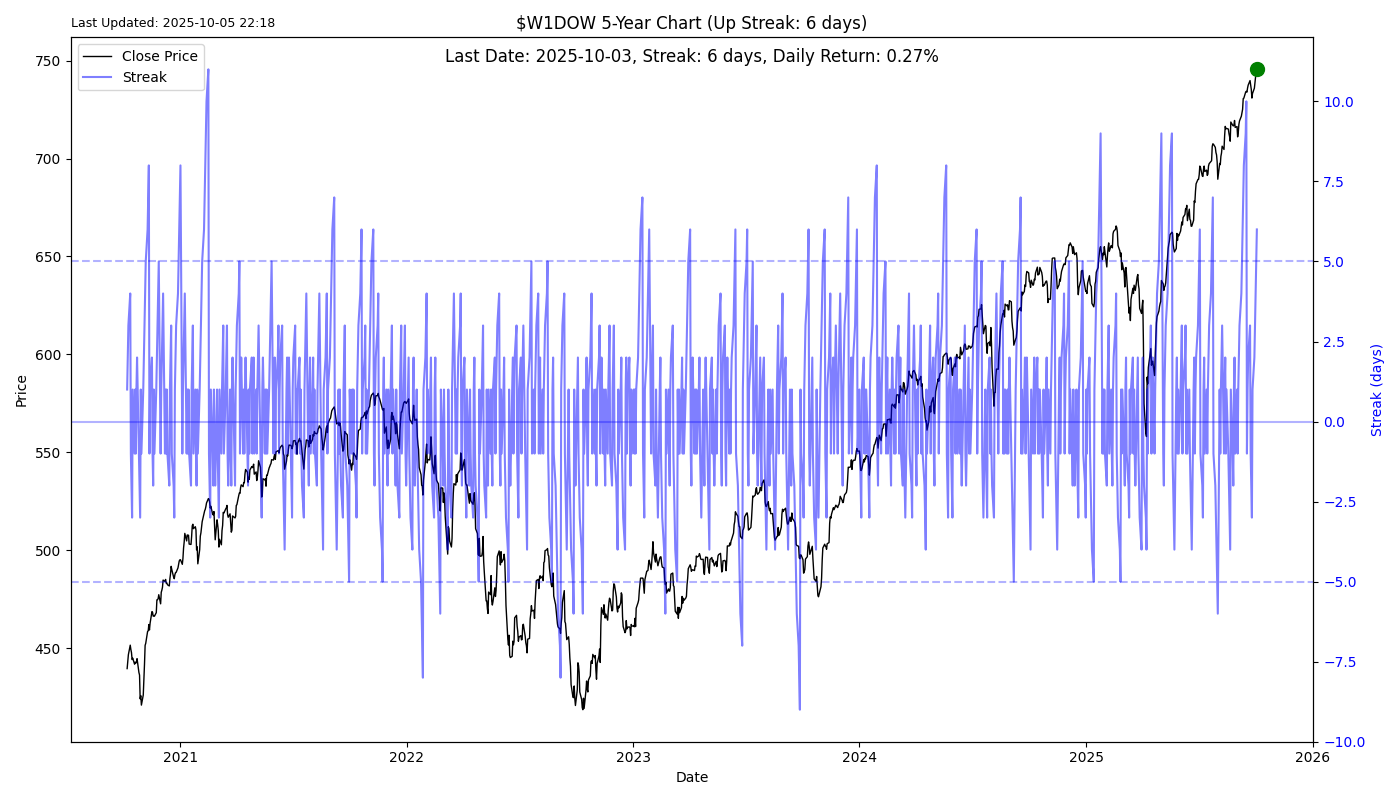 Last Updated: 2025-10-05 22:18
$W1DOW 5-Year Chart (Up Streak: 6 days)
Last Date: 2025-10-03, Streak: 6 days, Daily Return: 0.27%
Close Price
Streak
750
700
650
600
550
500
450
Price
10.0
7.5
5.0
2.5
0.0
−2.5
−5.0
−7.5
−10.0
Streak (days)
2021
2022
2023
2024
2025
2026
Date